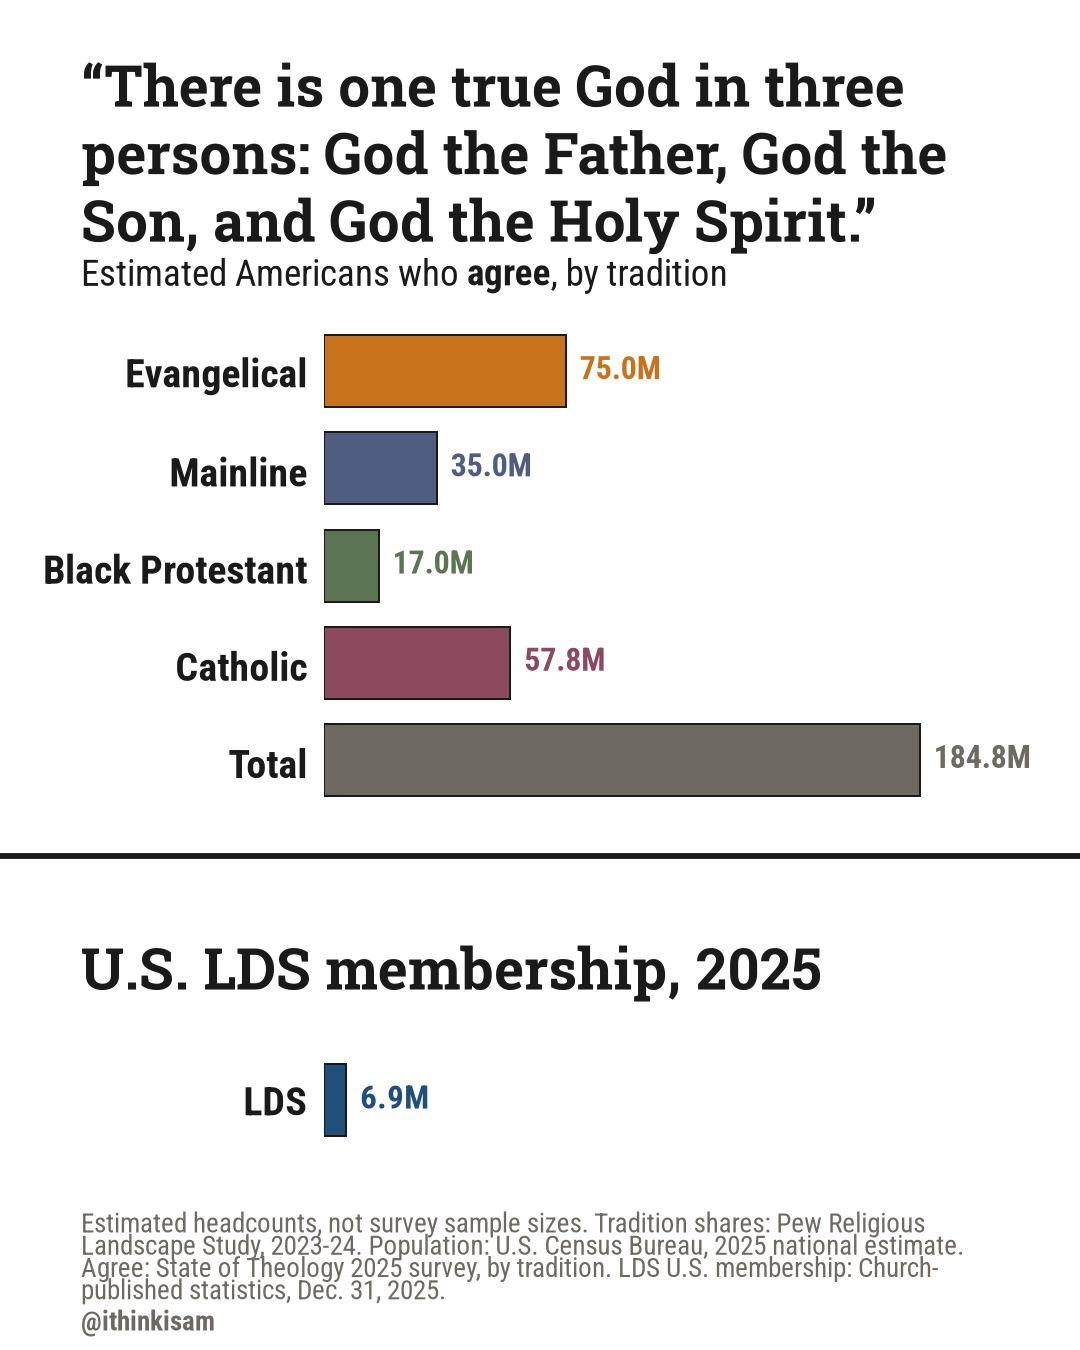 “There is one true God in three
persons: God the Father, God the
Son, and God the Holy Spirit.”
Estimated Americans who agree, by tradition
Evangelical 75.0M
Mainline 35.0M
Black Protestant 17.0M
Catholic 57.8M
Total 184.8M
U.S. LDS membership, 2025
LDS 6.9M
Estimated headcounts, not survey sample sizes. Tradition shares: Pew Religious
Landscape Study, 2023-24. Population: U.S. Census Bureau, 2025 national estimate.
Agree: State of Theology 2025 survey, by tradition. LDS U.S. membership: Church-
published statistics, Dec. 31, 2025.
@ithinkisam